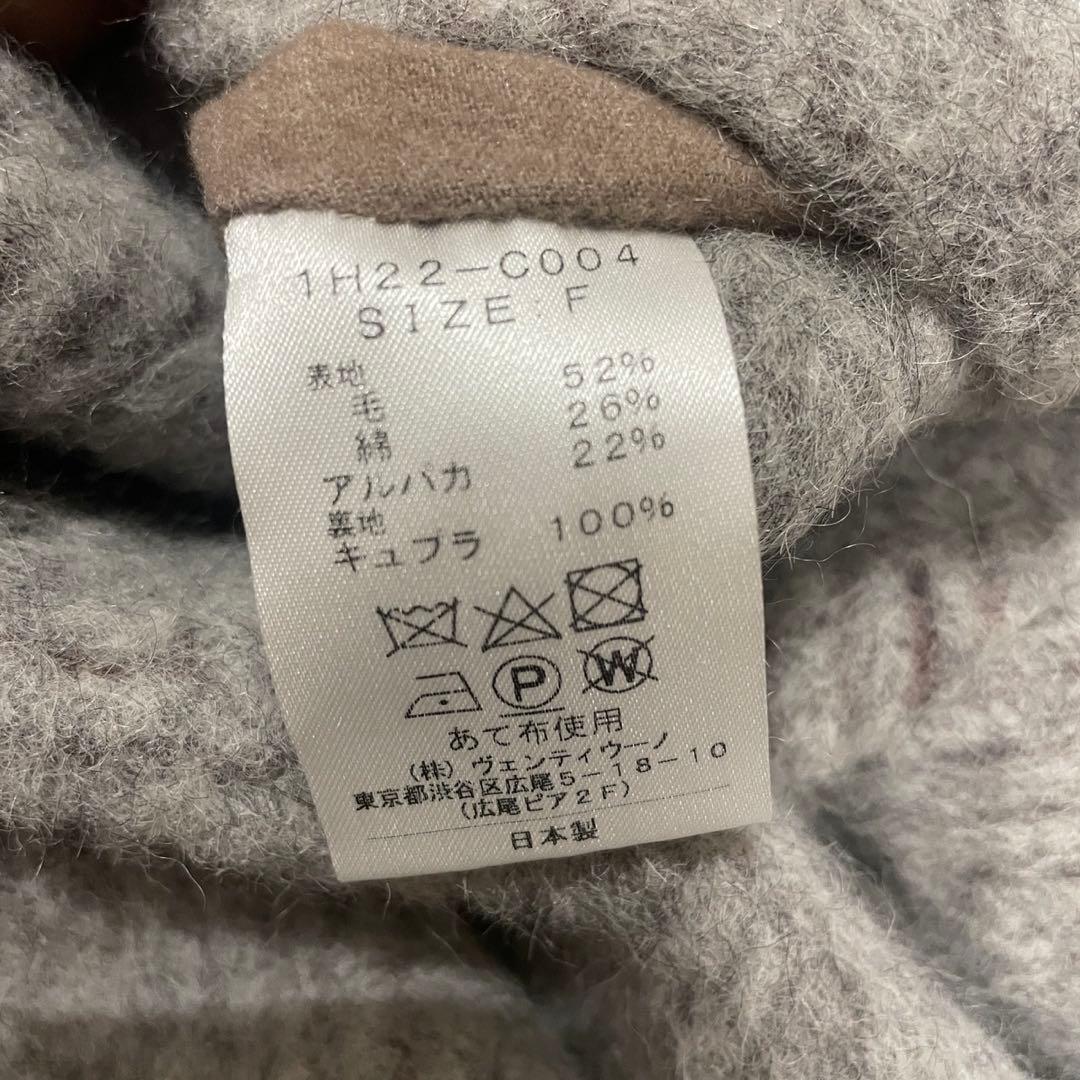 1H22-C004
SIZE:F
表地
毛 52%
綿 26%
アルパカ 22%
裏地
キュプラ 100%
P W
あて布使用
(株)ヴェンティウーノ
東京都渋谷区広尾5-18-10
(広尾ピア2F)
日本製